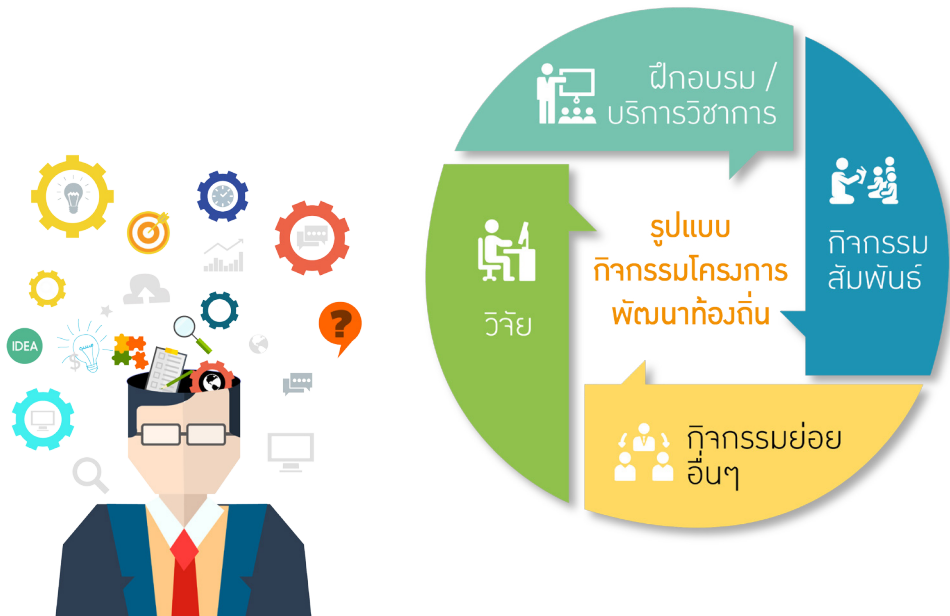 ฝึกอบรม /
บริการวิชาการ
กิจกรรม
สัมพันธ์
รูปแบบ
กิจกรรมโครงการ
พัฒนาท้องถิ่น
วิจัย
กิจกรรมย่อย
อื่นๆ
?
IDEA
$